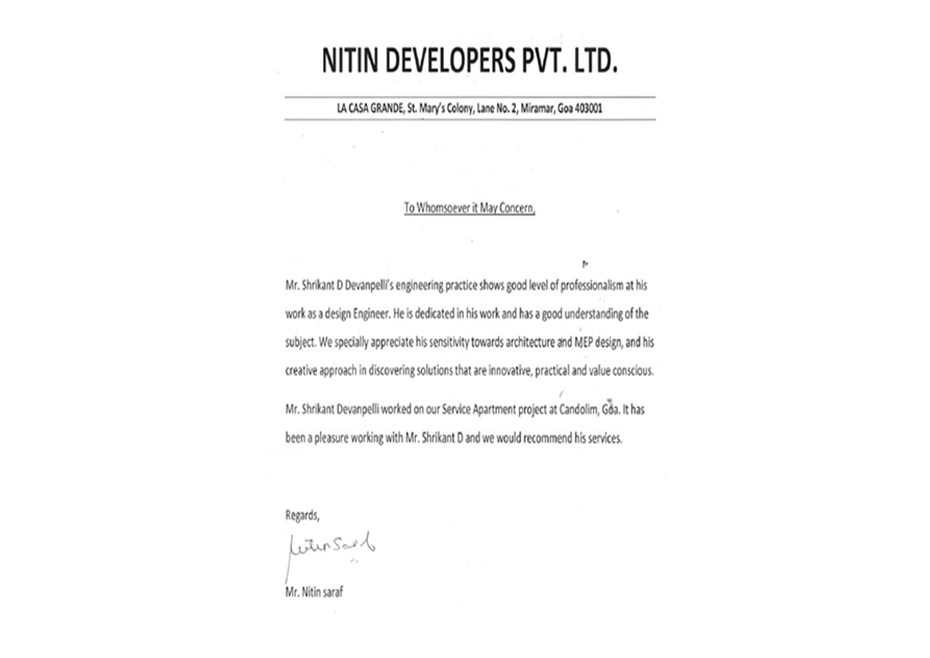 NITIN DEVELOPERS PVT. LTD.
LA CASA GRANDE, St. Mary's Colony, Lane No. 2, Miramar, Goa 403001
To Whomsoever it May Concern,
Mr. Shrikant D Devanpelli's engineering practice shows good level of professionalism at his
work as a design Engineer. He is dedicated in his work and has a good understanding of the
subject. We specially appreciate his sensitivity towards architecture and MEP design, and his
creative approach in discovering solutions that are innovative, practical and value conscious.
Mr. Shrikant Devanpelli worked on our Service Apartment project at Candolim, Goa. It has
been a pleasure working with Mr. Shrikant D and we would recommend his services.
Regards,
Nitin Saraf
Mr. Nitin saraf